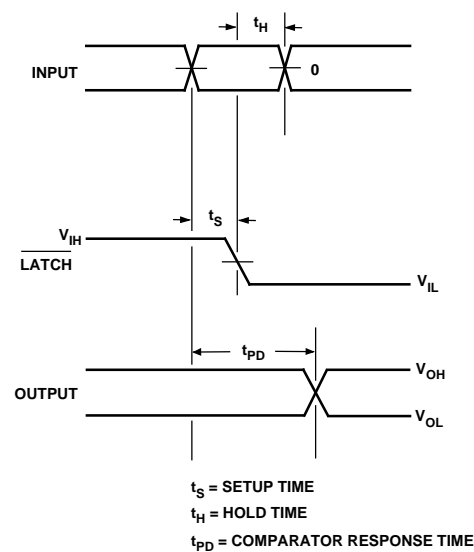 tH
INPUT
0
tS
VIH
LATCH
VIL
tPD
VOH
OUTPUT
VOL
tS = SETUP TIME
tH = HOLD TIME
tPD = COMPARATOR RESPONSE TIME